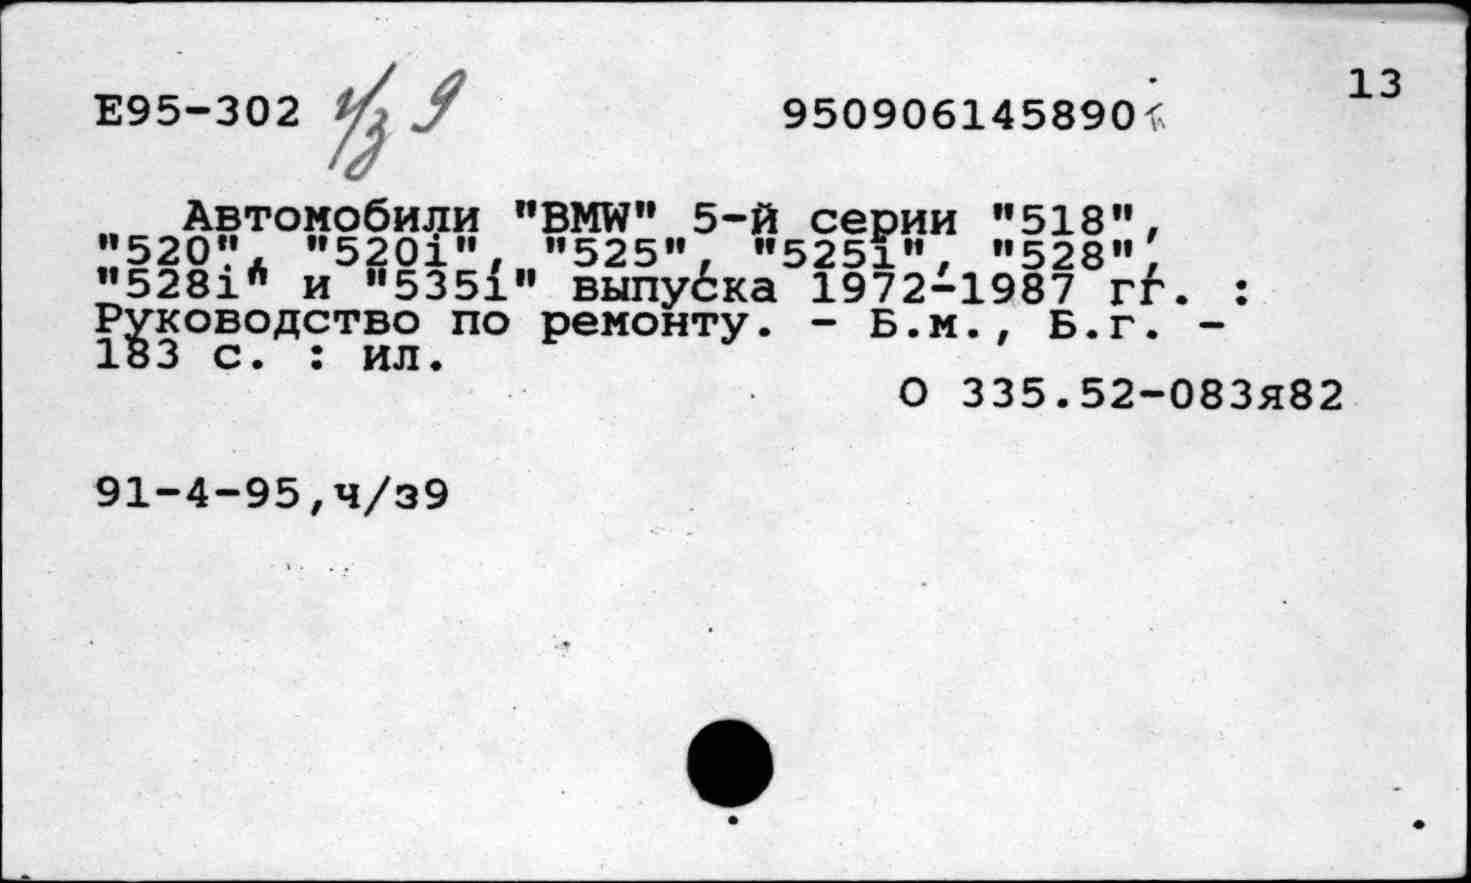 13
Е95-302 ч/з 9 950906145890
Автомобили "BMW" 5-й серии "518",
"520", "520i", "525", "525i", "528",
"528i" и "535i" выпуска 1972-1987 гг. :
Руководство по ремонту. - Б.м., Б.г. -
183 с. : ил.
О 335.52-083я82
91-4-95,ч/з9